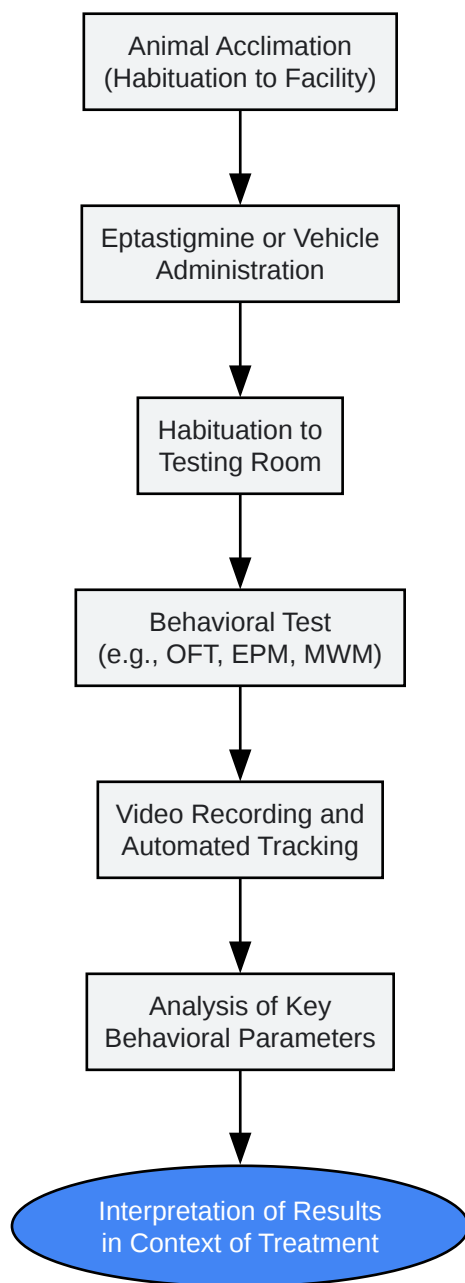 Animal Acclimation
(Habituation to Facility)
Eptastigmine or Vehicle
Administration
Habituation to
Testing Room
Behavioral Test
(e.g., OFT, EPM, MWM)
Video Recording and
Automated Tracking
Analysis of Key
Behavioral Parameters
Interpretation of Results
in Context of Treatment